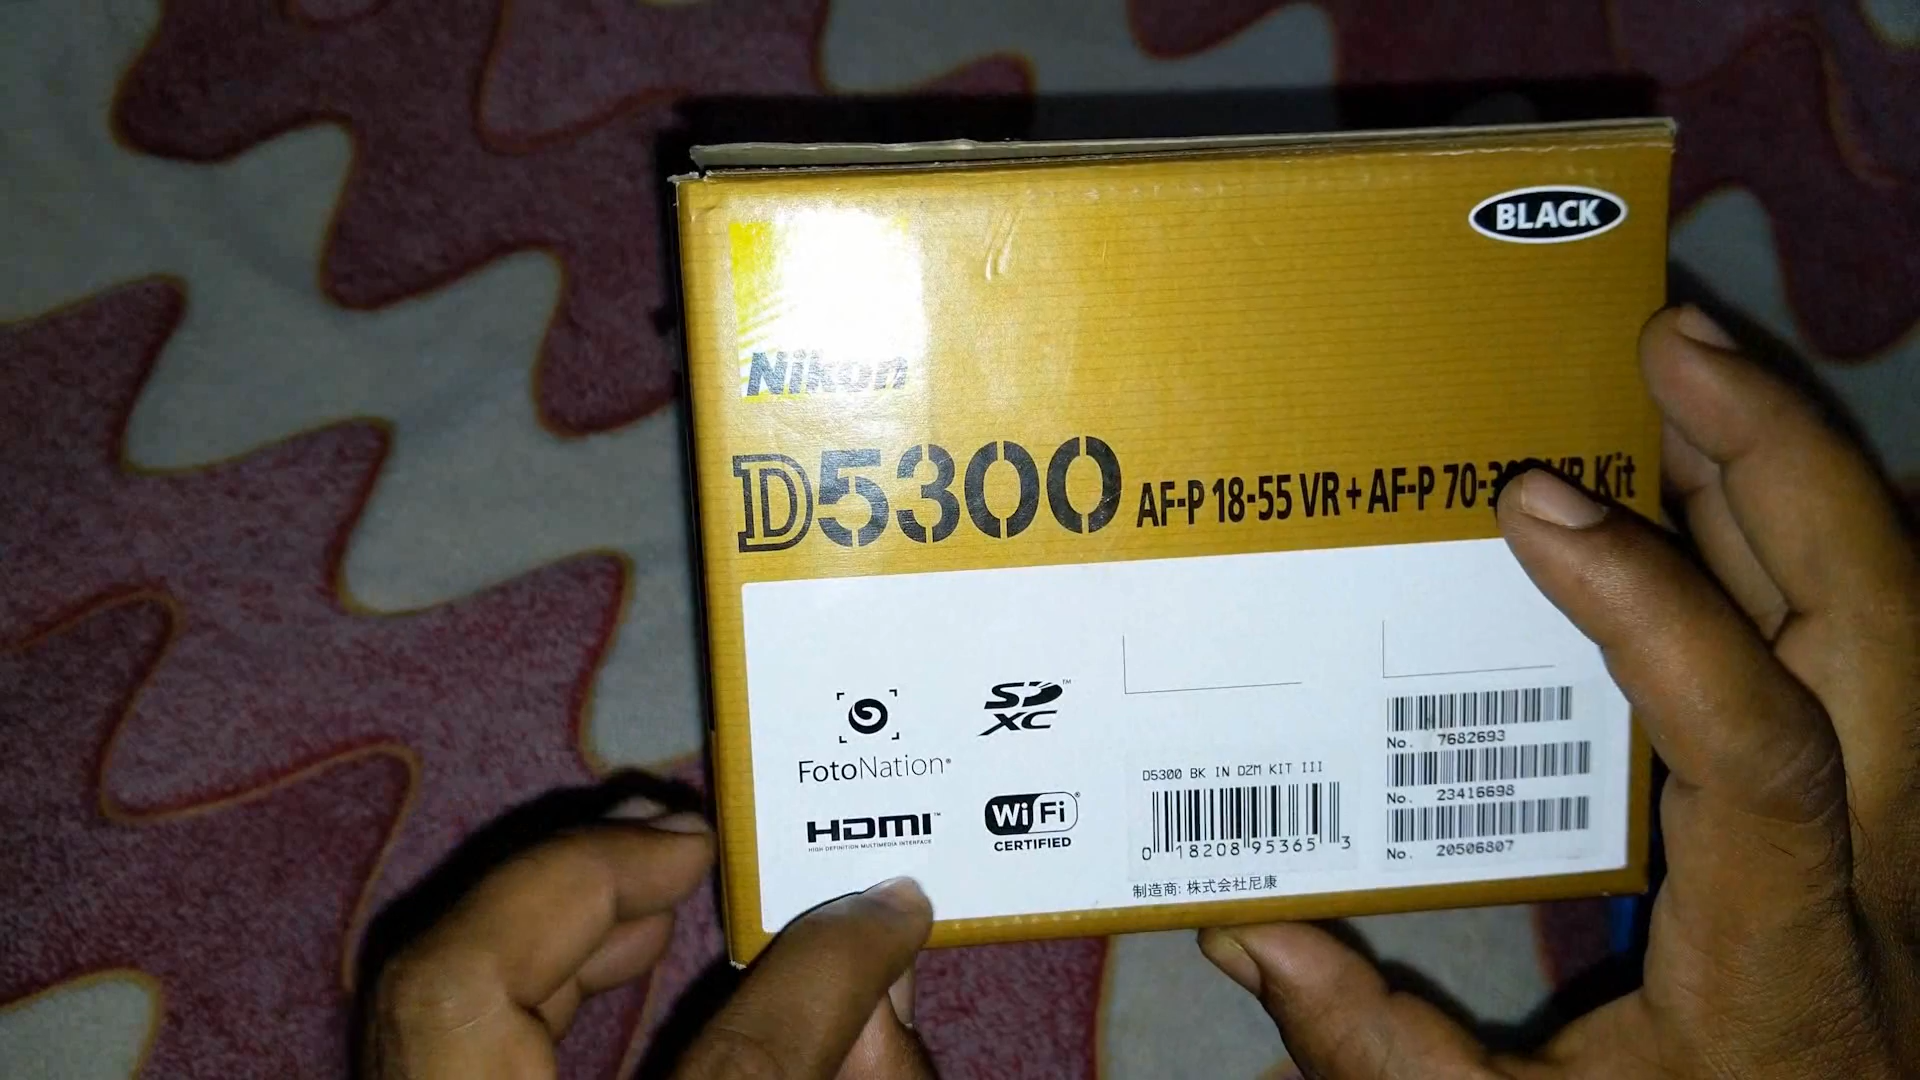 BLACK
Nikon
D5300 AF-P 18-55 VR + AF-P 70-300 VR Kit
FotoNation®
SD XC™
HDMI™
HIGH DEFINITION MULTIMEDIA INTERFACE
Wi Fi®
CERTIFIED
D5300 BK IN DZM KIT III
0 18208 95365 3
制造商: 株式会社尼康
No. 7682693
No. 23416698
No. 20506807